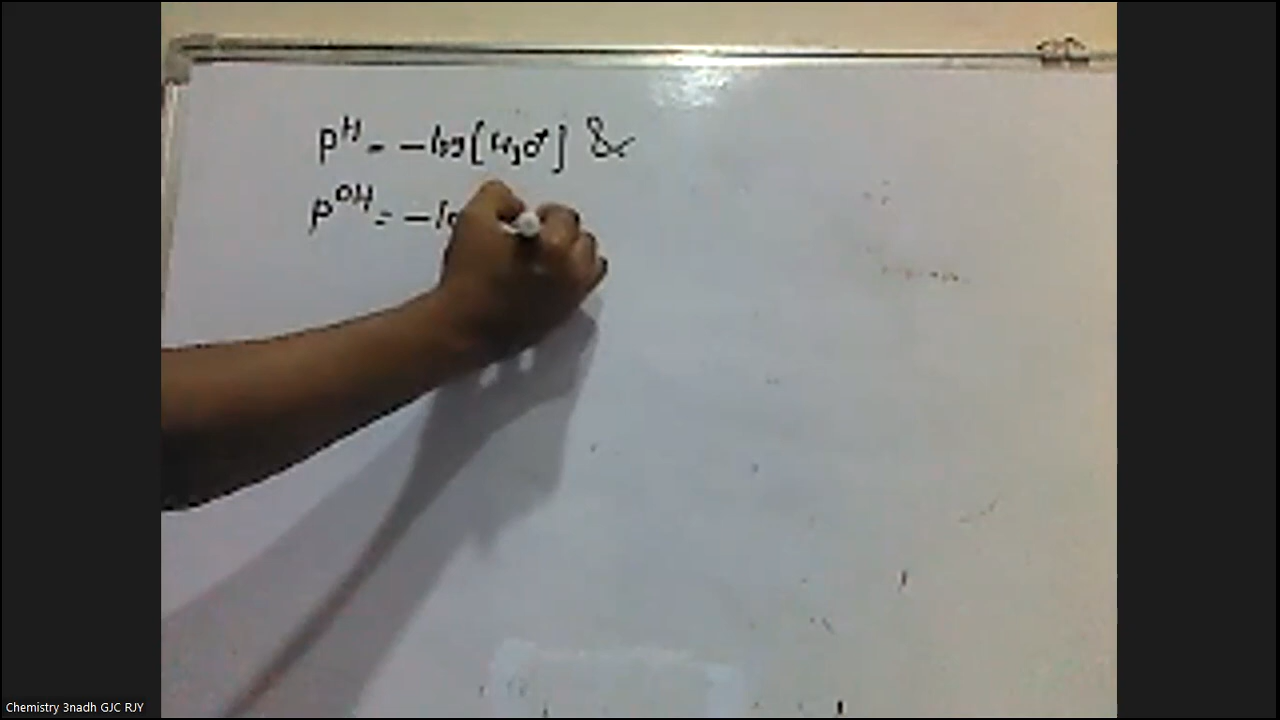 pH = -log[H3O+] &
pOH = -lo
Chemistry 3nadh GJC RJY